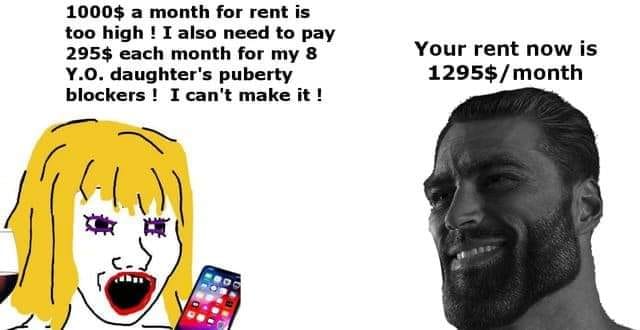 1000$ a month for rent is
too high ! I also need to pay
295$ each month for my 8
Y.O. daughter's puberty
blockers ! I can't make it !
Your rent now is
1295$/month